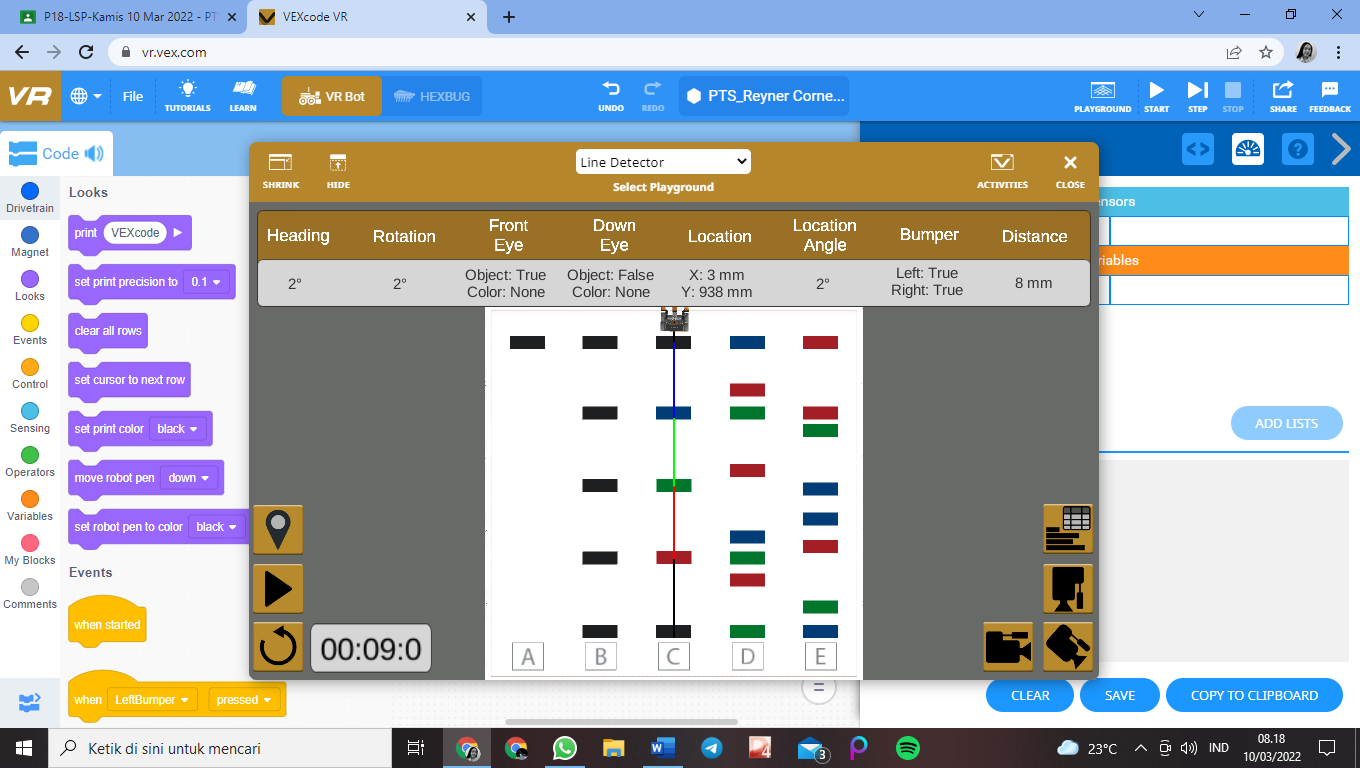 P18-LSP-Kamis 10 Mar 2022 - PT
VEXcode VR
vr.vex.com
VR
File
TUTORIALS
LEARN
VR Bot
HEXBUG
UNDO
REDO
PTS_Reyner Corne...
PLAYGROUND
START
STEP
STOP
SHARE
FEEDBACK
Code
SHRINK
HIDE
Line Detector
Select Playground
ACTIVITIES
CLOSE
Drivetrain
Magnet
Looks
Events
Control
Sensing
Operators
Variables
My Blocks
Comments
Looks
print VEXcode
set print precision to 0.1
clear all rows
set cursor to next row
set print color black
move robot pen down
set robot pen to color black
Events
when started
when LeftBumper pressed
Heading
Rotation
Front Eye
Down Eye
Location
Location Angle
Bumper
Distance
2°
2°
Object: True
Color: None
Object: False
Color: None
X: 3 mm
Y: 938 mm
2°
Left: True
Right: True
8 mm
A B C D E
00:09:0
ensors
riables
ADD LISTS
CLEAR
SAVE
COPY TO CLIPBOARD
Ketik di sini untuk mencari
3
23°C
IND
08.18
10/03/2022